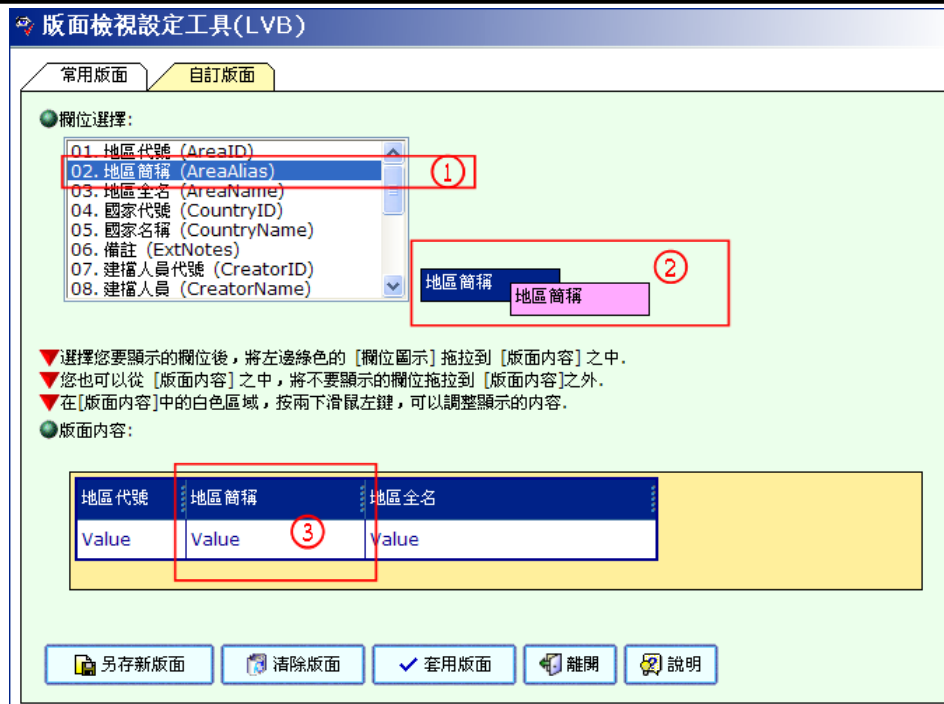 版面檢視設定工具(LVB)
常用版面 自訂版面
欄位選擇:
01. 地區代號 (AreaID)
02. 地區簡稱 (AreaAlias) ①
03. 地區全名 (AreaName)
04. 國家代號 (CountryID)
05. 國家名稱 (CountryName)
06. 備註 (ExtNotes)
07. 建檔人員代號 (CreatorID)
08. 建檔人員 (CreatorName)
②
地區簡稱
地區簡稱
▼選擇您要顯示的欄位後，將左邊綠色的 [欄位圖示] 拖拉到 [版面內容] 之中.
▼您也可以從 [版面內容] 之中，將不要顯示的欄位拖拉到 [版面內容]之外.
▼在[版面內容]中的白色區域，按兩下滑鼠左鍵，可以調整顯示的內容.
版面內容:
地區代號 地區簡稱 地區全名
Value Value ③ Value
另存新版面 清除版面 套用版面 離開 說明